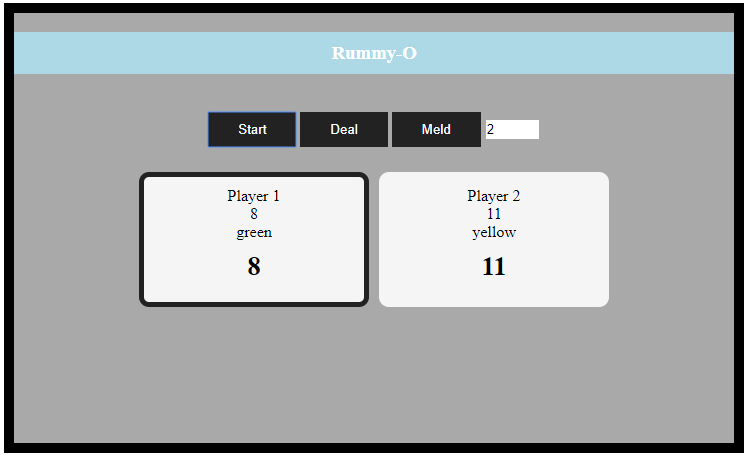 Rummy-O
Start Deal Meld 2
Player 1
8
green
8
Player 2
11
yellow
11